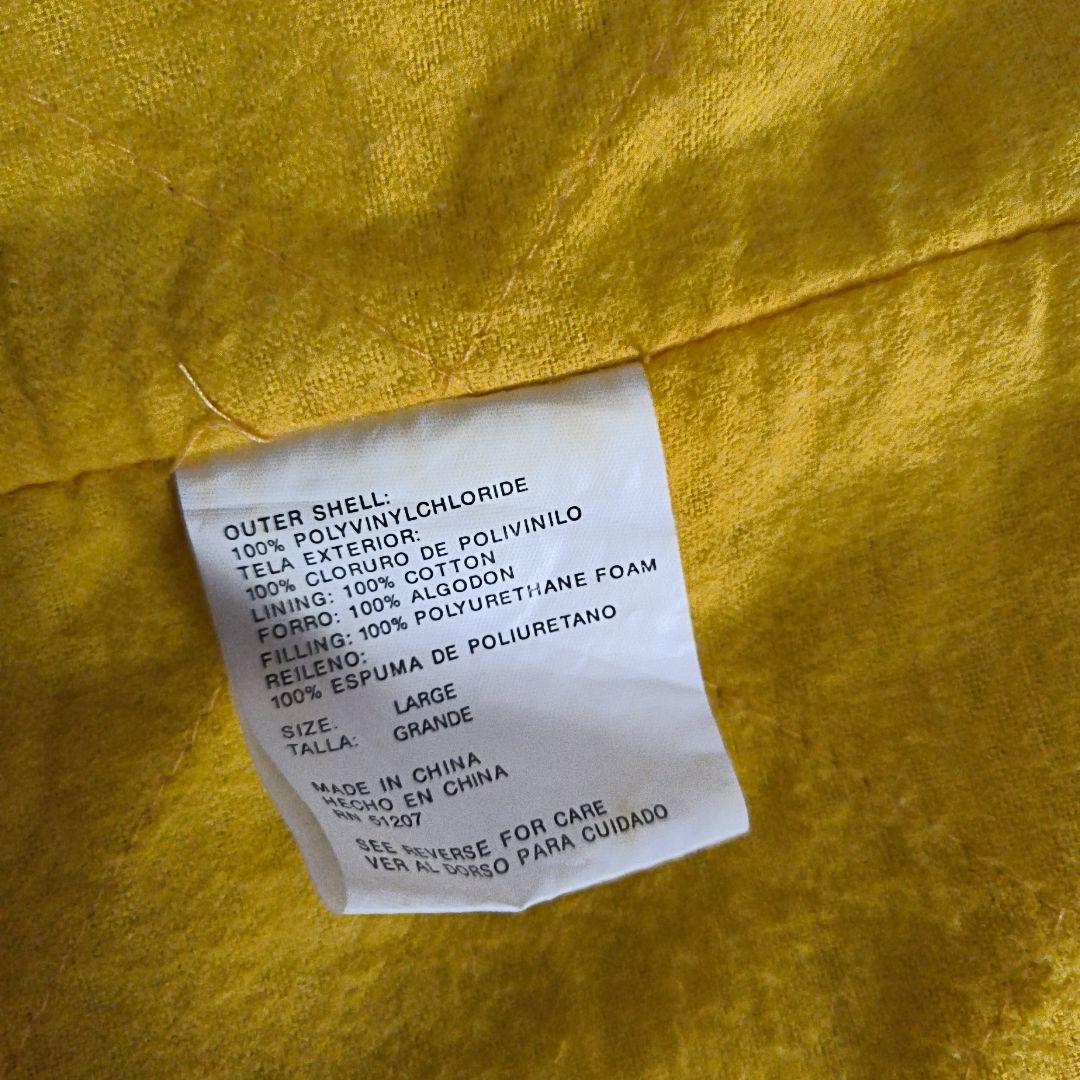 OUTER SHELL:
100% POLYVINYLCHLORIDE
TELA EXTERIOR:
100% CLORURO DE POLIVINILO
LINING: 100% COTTON
FORRO: 100% ALGODON
FILLING: 100% POLYURETHANE FOAM
REILENO:
100% ESPUMA DE POLIURETANO
SIZE. LARGE
TALLA: GRANDE
MADE IN CHINA
HECHO EN CHINA
RN 51207
SEE REVERSE FOR CARE
VER AL DORSO PARA CUIDADO